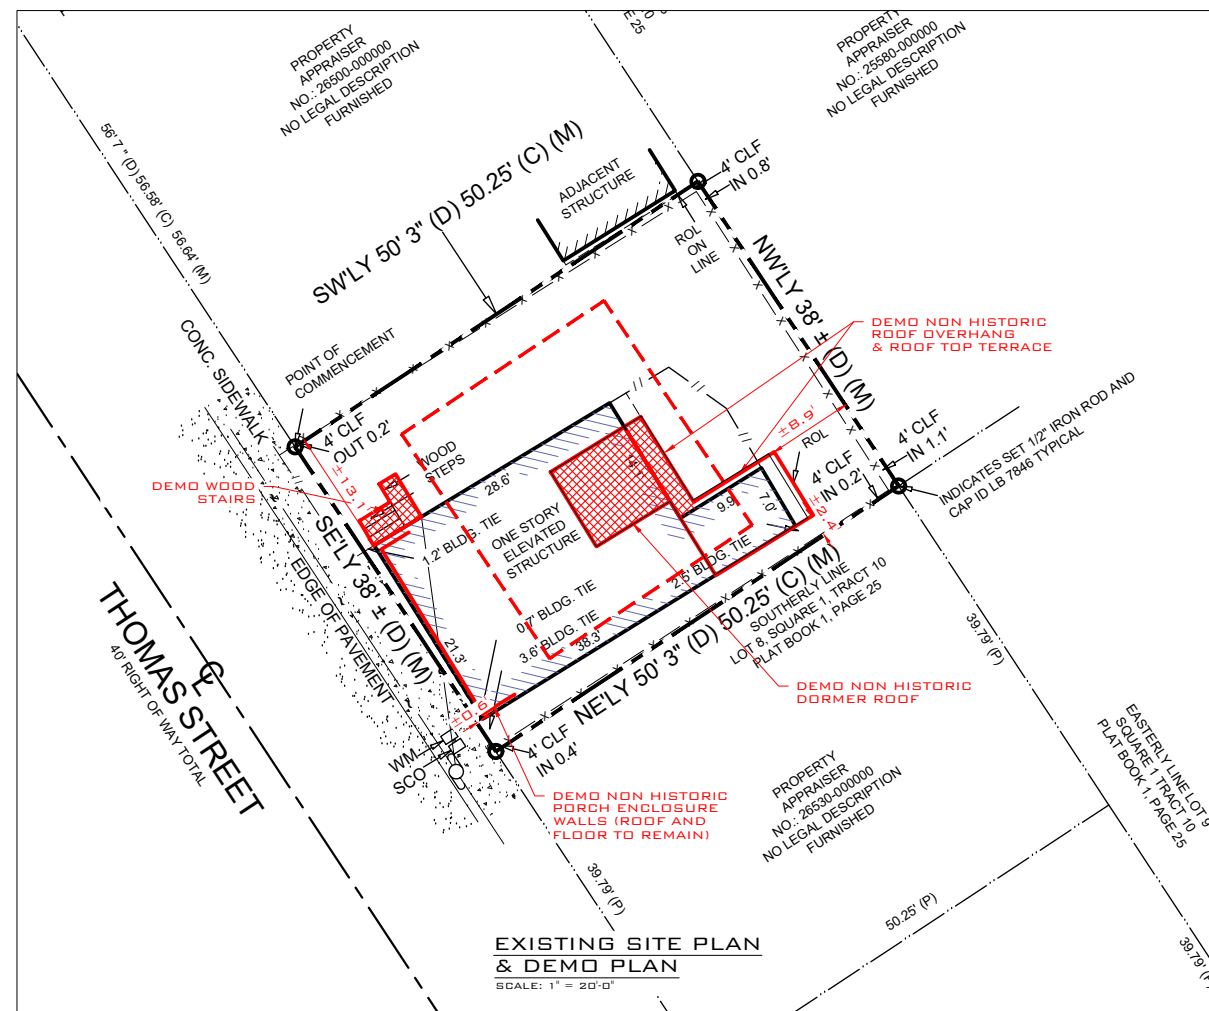 PROPERTY
APPRAISER
NO.: 26500-000000
NO LEGAL DESCRIPTION
FURNISHED
E 25
PROPERTY
APPRAISER
NO.: 25580-000000
NO LEGAL DESCRIPTION
FURNISHED
56' 7 " (D) 56.58' (C) 56.64' (M)
SW'LY 50' 3" (D) 50.25' (C) (M)
ADJACENT
STRUCTURE
4' CLF
IN 0.8'
ROL
ON
LINE
NW'LY 38' ± (D) (M)
DEMO NON HISTORIC
ROOF OVERHANG
& ROOF TOP TERRACE
CONC. SIDEWALK
POINT OF
COMMENCEMENT
4' CLF
OUT 0.2'
WOOD
STEPS
DEMO WOOD
STAIRS
±13.1'
28.6'
ONE STORY
ELEVATED
STRUCTURE
±8.9'
ROL
4' CLF
IN 0.2'
4' CLF
IN 1.1'
INDICATES SET 1/2" IRON ROD AND
CAP ID LB 7846 TYPICAL
9.9'
7.0'
±2.4'
1.2' BLDG. TIE
2.5' BLDG. TIE
0.7' BLDG. TIE
3.6' BLDG. TIE
38.3'
21.3'
SE'LY 38' ± (D) (M)
EDGE OF PAVEMENT
THOMAS STREET
40' RIGHT OF WAY TOTAL
CL
±0.6'
NE'LY 50' 3" (D) 50.25' (C) (M)
SOUTHERLY LINE
LOT 8, SQUARE 1, TRACT 10
PLAT BOOK 1, PAGE 25
DEMO NON HISTORIC
DORMER ROOF
WM
SCO
4' CLF
IN 0.4'
DEMO NON HISTORIC
PORCH ENCLOSURE
WALLS (ROOF AND
FLOOR TO REMAIN)
PROPERTY
APPRAISER
NO.: 26530-000000
NO LEGAL DESCRIPTION
FURNISHED
39.79' (P)
EASTERLY LINE LOT 9
SQUARE 1 TRACT 10
PLAT BOOK 1, PAGE 25
39.79' (P)
50.25' (P)
39.79' (P)
EXISTING SITE PLAN
& DEMO PLAN
SCALE: 1" = 20'-0"